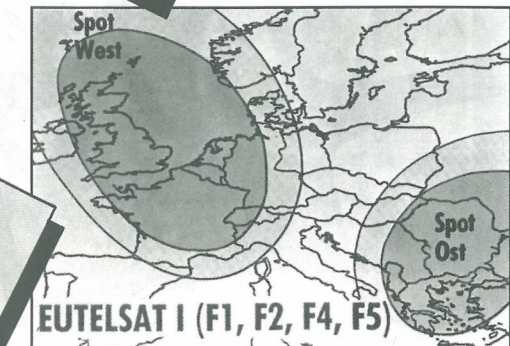 Spot
West
Spot
Ost
EUTELSAT I (F1, F2, F4, F5)